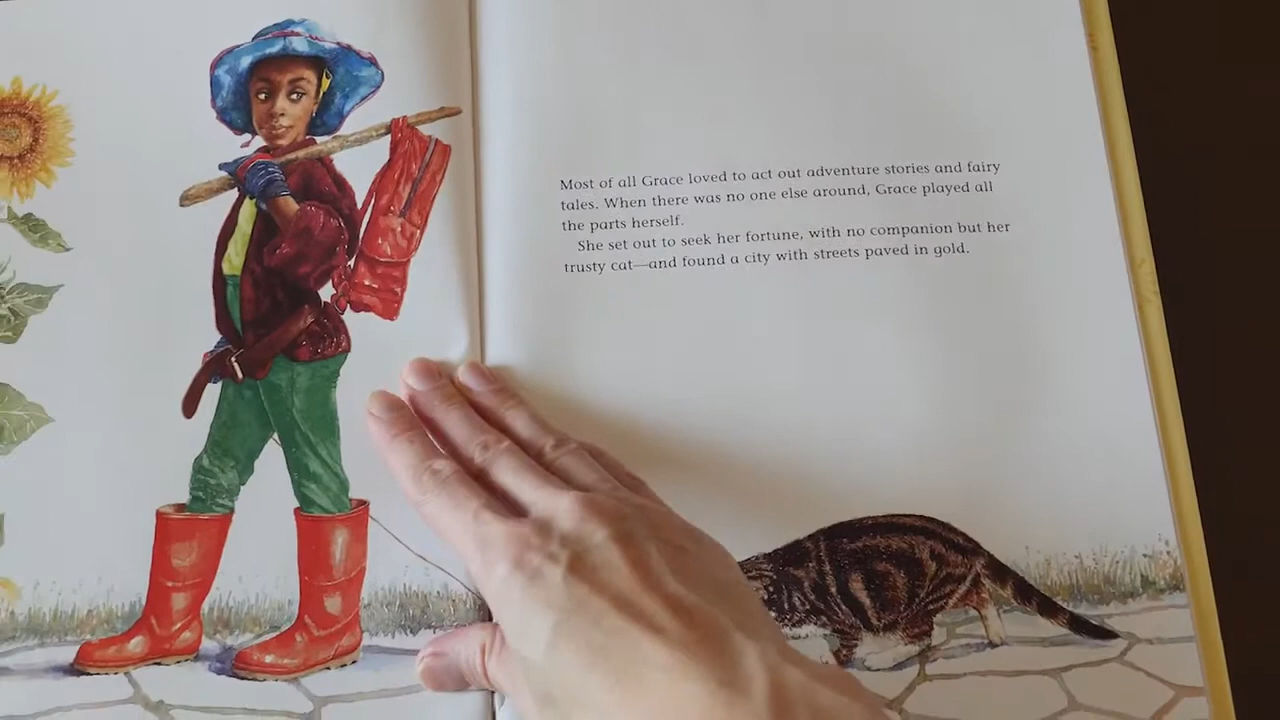 Most of all Grace loved to act out adventure stories and fairy
tales. When there was no one else around, Grace played all
the parts herself.
She set out to seek her fortune, with no companion but her
trusty cat—and found a city with streets paved in gold.